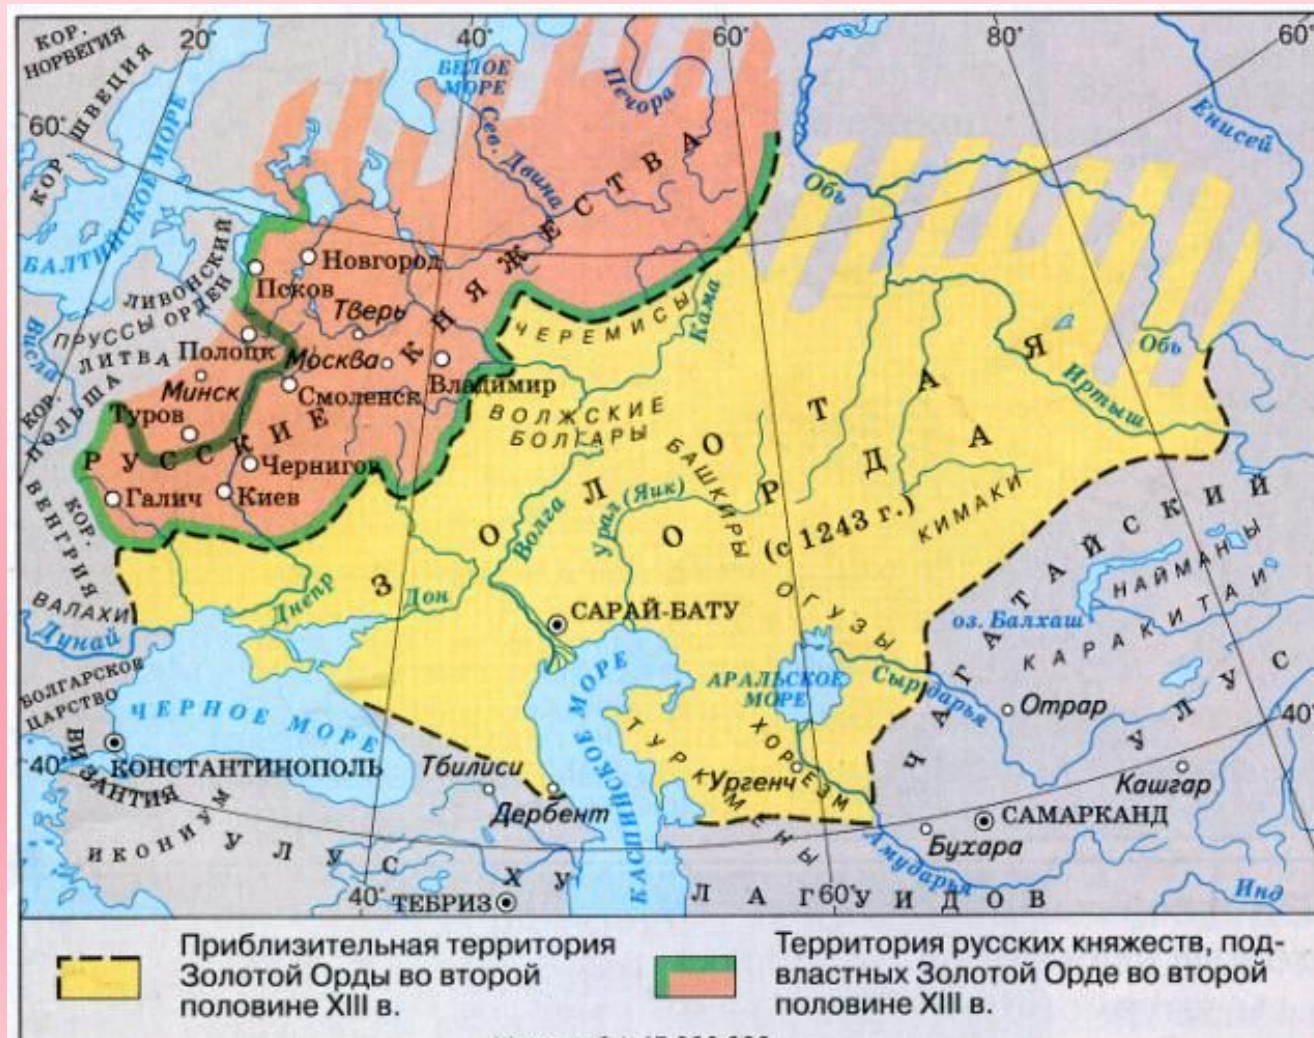 КОР. НОРВЕГИЯ
КОР. ШВЕЦИЯ
20°
40°
60°
80°
60°
60°
БЕЛОЕ
МОРЕ
Печора
Енисей
Сев. Двина
Обь
БАЛТИЙСКОЕ МОРЕ
ЛИВОНСКИЙ
ОРДЕН
ПРУССЫ
ЛИТВА
Висла
КОР.
ПОЛЬША
Новгород
Псков
Тверь
Полоцк
Москва
Минск
Смоленск
Владимир
Туров
РУССКИЕ КНЯЖЕСТВА
Чернигов
Галич
Киев
КОР.
ВЕНГРИЯ
ВАЛАХИ
Дунай
ЧЕРЕМИСЫ
Кама
ВОЛЖСКИЕ
БОЛГАРЫ
БАШКИРЫ
Обь
Иртыш
ЗОЛОТАЯ
ОРДА
(с 1243 г.)
КИМАКИ
Волга
Урал (Яик)
Днепр
Дон
САРАЙ-БАТУ
ОГУЗЫ
оз. Балхаш
НАЙМАНЫ
КАРАКИТАИ
ЧАГАТАЙСКИЙ
УЛУС
БОЛГАРСКОЕ
ЦАРСТВО
ЧЕРНОЕ МОРЕ
КАСПИЙСКОЕ МОРЕ
АРАЛЬСКОЕ
МОРЕ
Сырдарья
Отрар
40°
40°
ВИЗАНТИЯ
КОНСТАНТИНОПОЛЬ
Тбилиси
Дербент
ТУРКМЕНЫ
ХОРЕЗМ
Ургенч
Кашгар
САМАРКАНД
Бухара
Амударья
Инд
ИКОНИУМ
УЛУС ХУЛАГУИДОВ
40°
ТЕБРИЗ
60°
Приблизительная территория
Золотой Орды во второй
половине XIII в.
Территория русских княжеств, под-
властных Золотой Орде во второй
половине XIII в.